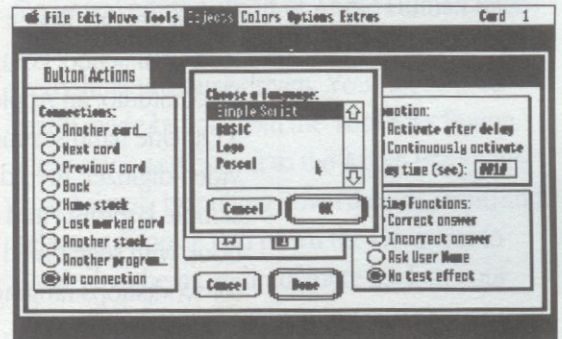 File Edit Move Tools Objects Colors Options Extras Card 1
Button Actions
Connections:
Another card...
Next card
Previous card
Back
Home stack
Last marked card
Another stack...
Another program...
No connection
Choose a language:
Simple Script
BASIC
Logo
Pascal
Cancel OK
Activate after delay
Continuously activate
time (sec):
Functions:
Correct answer
Incorrect answer
Ask User Name
No test effect
Cancel Done